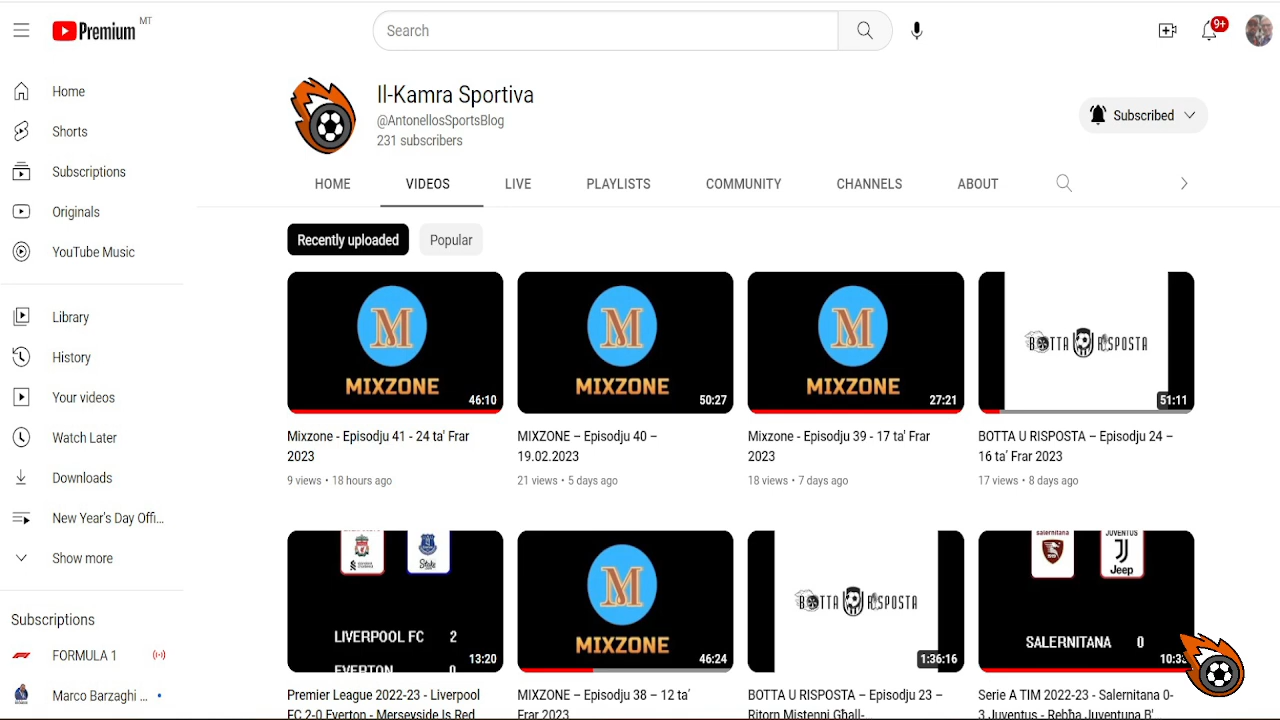 Premium MT
Search
9+
Home
Shorts
Subscriptions
Originals
YouTube Music
Library
History
Your videos
Watch Later
Downloads
New Year's Day Offi...
Show more
Subscriptions
FORMULA 1
Marco Barzaghi ...
Il-Kamra Sportiva
@AntonellosSportsBlog
231 subscribers
Subscribed
HOME VIDEOS LIVE PLAYLISTS COMMUNITY CHANNELS ABOUT
Recently uploaded Popular
M
MIXZONE
46:10
Mixzone - Episodju 41 - 24 ta' Frar
2023
9 views • 18 hours ago
M
MIXZONE
50:27
MIXZONE – Episodju 40 –
19.02.2023
21 views • 5 days ago
M
MIXZONE
27:21
Mixzone - Episodju 39 - 17 ta' Frar
2023
18 views • 7 days ago
BOTTA U RISPOSTA
51:11
BOTTA U RISPOSTA – Episodju 24 –
16 ta' Frar 2023
17 views • 8 days ago
LIVERPOOL FC 2
EVERTON 0
13:20
Premier League 2022-23 - Liverpool
FC 2-0 Everton - Merseyside Is Red
M
MIXZONE
46:24
MIXZONE – Episodju 38 – 12 ta'
Frar 2023
BOTTA U RISPOSTA
1:36:16
BOTTA U RISPOSTA – Episodju 23 –
Ritorn Mistenni Għall-
salernitana
JUVENTUS
Jeep
SALERNITANA 0
Serie A TIM 2022-23 - Salernitana 0-
3 Juventus - Rebħa Juventuna B'